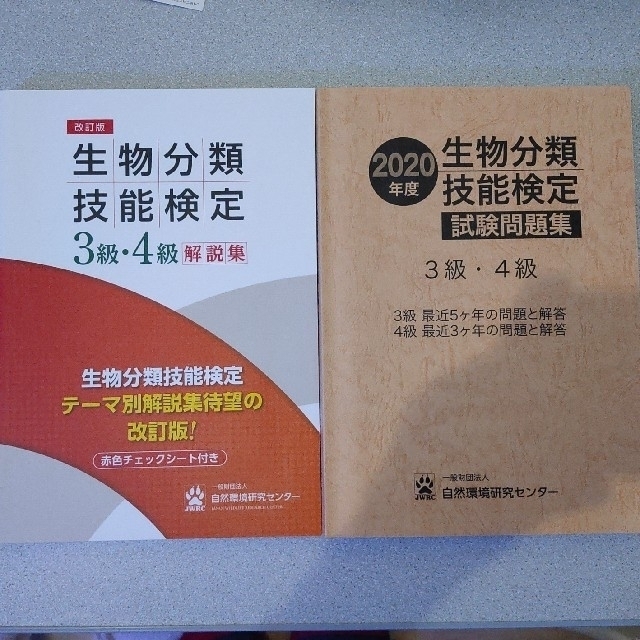 改訂版
生物分類
技能検定
3級・4級 解説集
生物分類技能検定
テーマ別解説集待望の
改訂版!
赤色チェックシート付き
一般財団法人
自然環境研究センター
JAPAN WILDLIFE RESEARCH CENTER
JWRC
2020
年度
生物分類
技能検定
試験問題集
3級・4級
3級 最近5ヶ年の問題と解答
4級 最近3ヶ年の問題と解答
一般財団法人
自然環境研究センター
JWRC